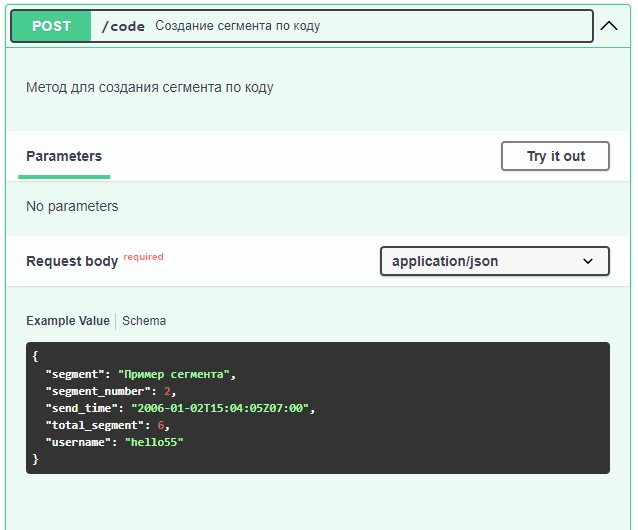 POST /code Создание сегмента по коду
Метод для создания сегмента по коду
Parameters Try it out
No parameters
Request body required application/json
Example Value Schema
{
"segment": "Пример сегмента",
"segment_number": 2,
"send_time": "2006-01-02T15:04:05Z07:00",
"total_segment": 6,
"username": "hello55"
}